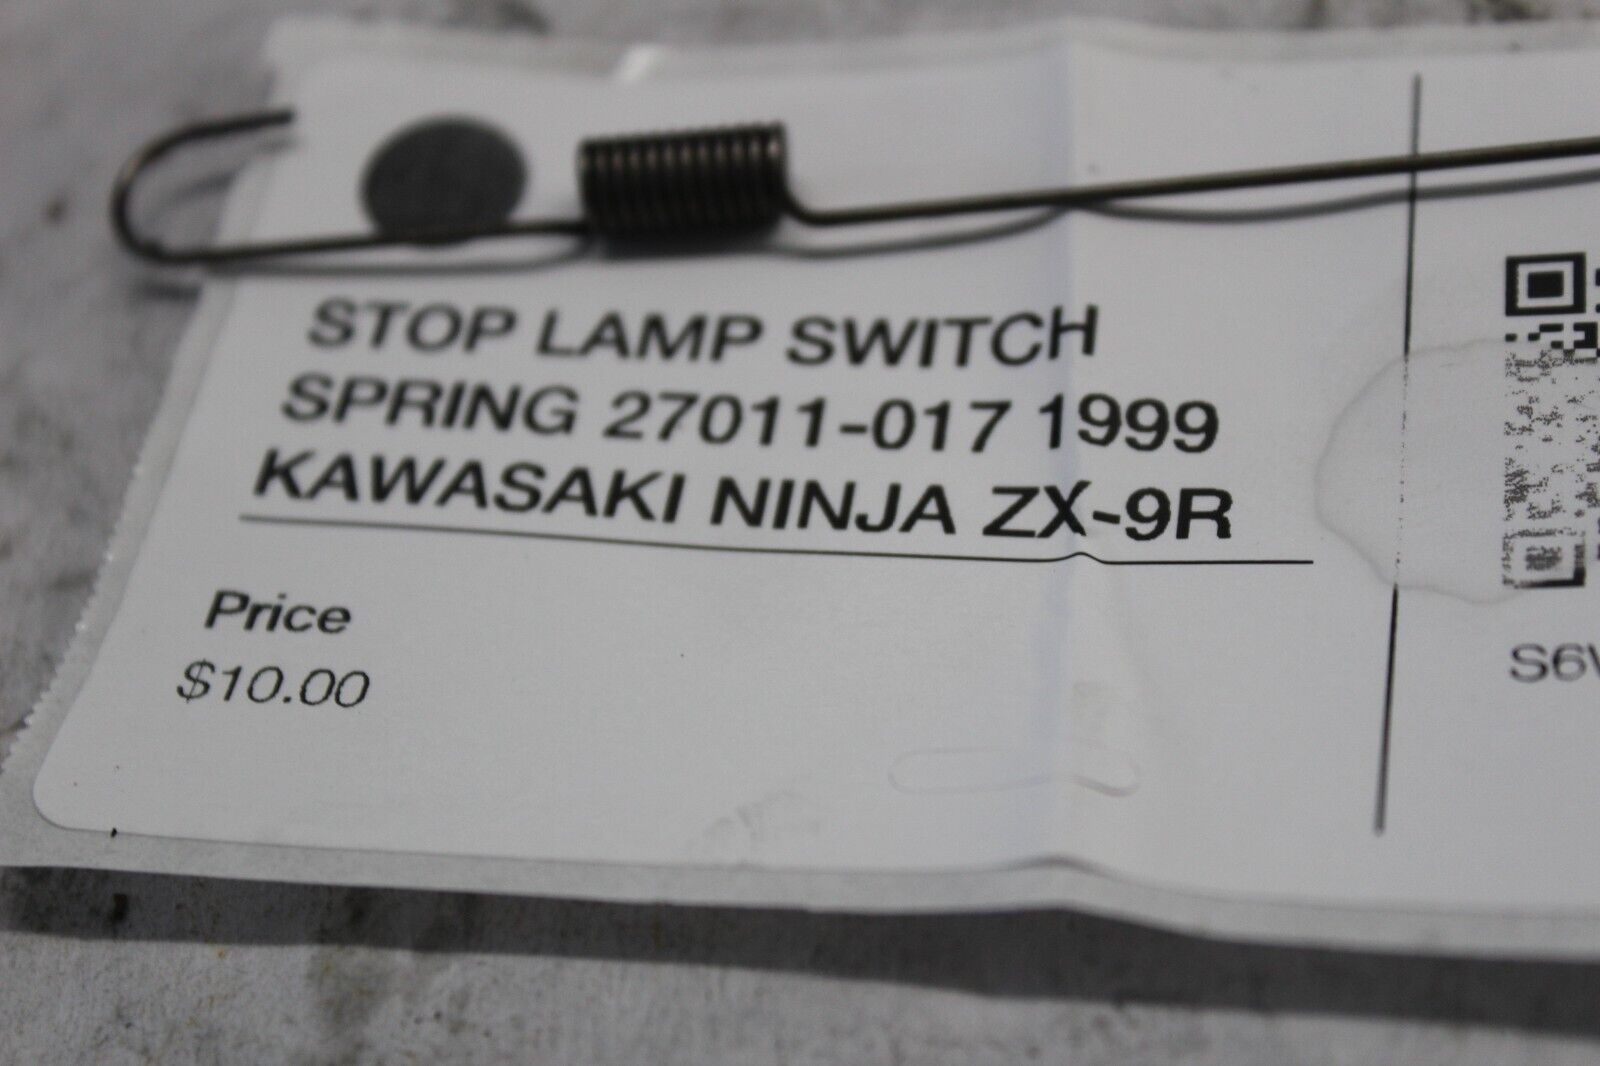 STOP LAMP SWITCH
SPRING 27011-017 1999
KAWASAKI NINJA ZX-9R
Price
$10.00